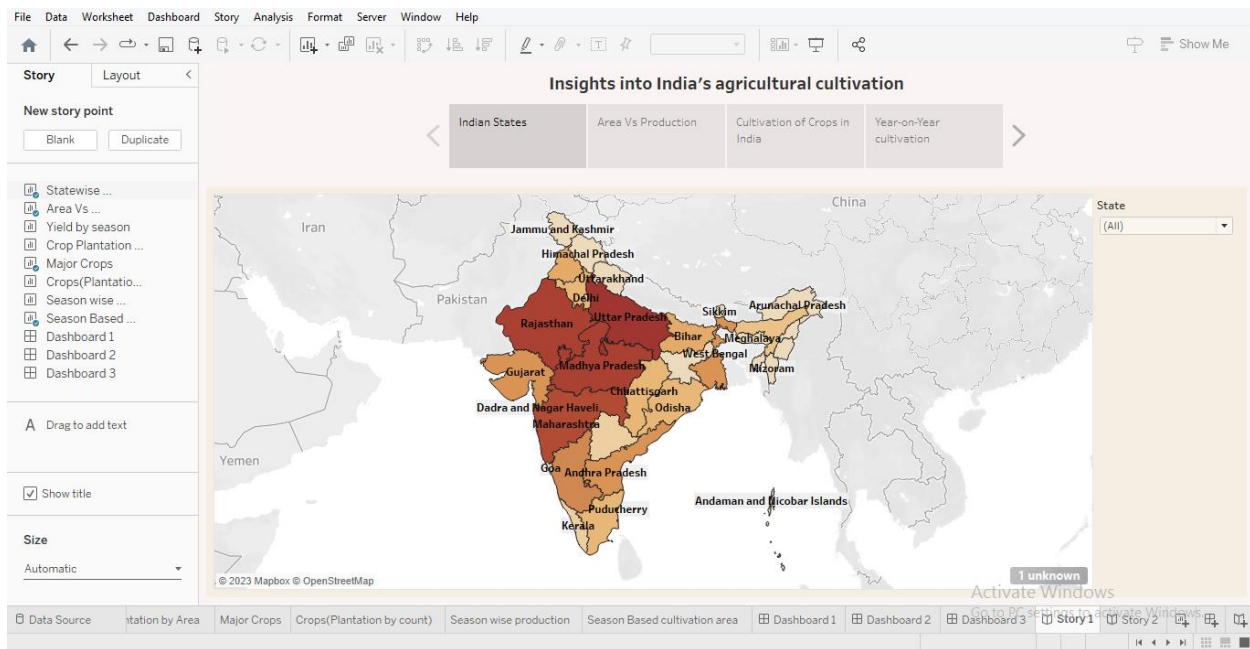 File Data Worksheet Dashboard Story Analysis Format Server Window Help
Show Me
Story Layout
New story point
Blank Duplicate
Statewise ...
Area Vs ...
Yield by season
Crop Plantation ...
Major Crops
Crops(Plantatio...
Season wise ...
Season Based ...
Dashboard 1
Dashboard 2
Dashboard 3
A Drag to add text
Show title
Size
Automatic
Insights into India's agricultural cultivation
Indian States
Area Vs Production
Cultivation of Crops in
India
Year-on-Year
cultivation
State
(All)
China
Iran
Jammu and Kashmir
Himachal Pradesh
Uttarakhand
Pakistan
Delhi
Sikkim
Arunachal Pradesh
Rajasthan
Uttar Pradesh
Bihar
Meghalaya
West Bengal
Gujarat
Madhya Pradesh
Mizoram
Chhattisgarh
Dadra and Nagar Haveli
Odisha
Maharashtra
Yemen
Goa
Andhra Pradesh
Andaman and Nicobar Islands
Puducherry
Kerala
© 2023 Mapbox © OpenStreetMap
1 unknown
Activate Windows
Go to PC settings to activate Windows.
Data Source ntation by Area Major Crops Crops(Plantation by count) Season wise production Season Based cultivation area Dashboard 1 Dashboard 2 Dashboard 3 Story 1 Story 2